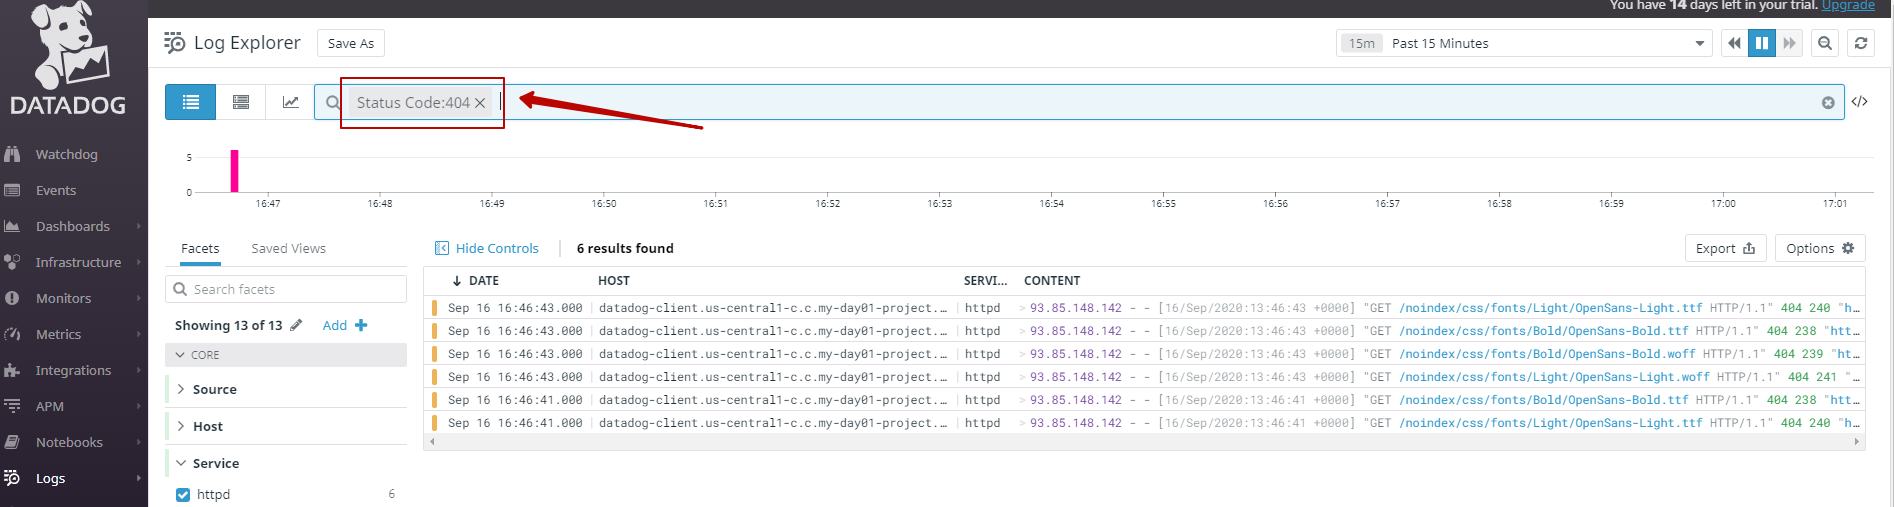 You have 14 days left in your trial. Upgrade
DATADOG
Watchdog
Events
Dashboards
Infrastructure
Monitors
Metrics
Integrations
APM
Notebooks
Logs
Log Explorer
Save As
15m Past 15 Minutes
Status Code:404
</>
5
0
16:47 16:48 16:49 16:50 16:51 16:52 16:53 16:54 16:55 16:56 16:57 16:58 16:59 17:00 17:01
Facets Saved Views
Search facets
Showing 13 of 13 Add
CORE
Source
Host
Service
httpd 6
Hide Controls 6 results found Export Options
DATE HOST SERVI... CONTENT
Sep 16 16:46:43.000 datadog-client.us-central1-c.c.my-day01-project.... httpd > 93.85.148.142 - - [16/Sep/2020:13:46:43 +0000] "GET /noindex/css/fonts/Light/OpenSans-Light.ttf HTTP/1.1" 404 240 "h...
Sep 16 16:46:43.000 datadog-client.us-central1-c.c.my-day01-project.... httpd > 93.85.148.142 - - [16/Sep/2020:13:46:43 +0000] "GET /noindex/css/fonts/Bold/OpenSans-Bold.ttf HTTP/1.1" 404 238 "htt...
Sep 16 16:46:43.000 datadog-client.us-central1-c.c.my-day01-project.... httpd > 93.85.148.142 - - [16/Sep/2020:13:46:43 +0000] "GET /noindex/css/fonts/Bold/OpenSans-Bold.woff HTTP/1.1" 404 239 "ht...
Sep 16 16:46:43.000 datadog-client.us-central1-c.c.my-day01-project.... httpd > 93.85.148.142 - - [16/Sep/2020:13:46:43 +0000] "GET /noindex/css/fonts/Light/OpenSans-Light.woff HTTP/1.1" 404 241 "...
Sep 16 16:46:41.000 datadog-client.us-central1-c.c.my-day01-project.... httpd > 93.85.148.142 - - [16/Sep/2020:13:46:41 +0000] "GET /noindex/css/fonts/Bold/OpenSans-Bold.ttf HTTP/1.1" 404 238 "htt...
Sep 16 16:46:41.000 datadog-client.us-central1-c.c.my-day01-project.... httpd > 93.85.148.142 - - [16/Sep/2020:13:46:41 +0000] "GET /noindex/css/fonts/Light/OpenSans-Light.ttf HTTP/1.1" 404 240 "h...